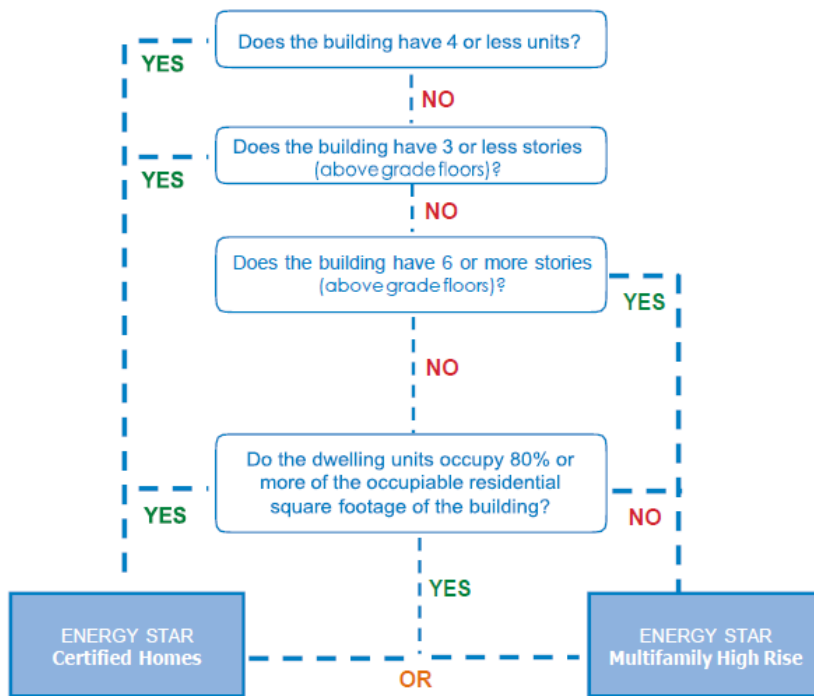 Does the building have 4 or less units?
YES
NO
Does the building have 3 or less stories
(above grade floors)?
YES
NO
Does the building have 6 or more stories
(above grade floors)?
YES
NO
Do the dwelling units occupy 80% or
more of the occupiable residential
square footage of the building?
YES
NO
YES
ENERGY STAR
Certified Homes
ENERGY STAR
Multifamily High Rise
OR